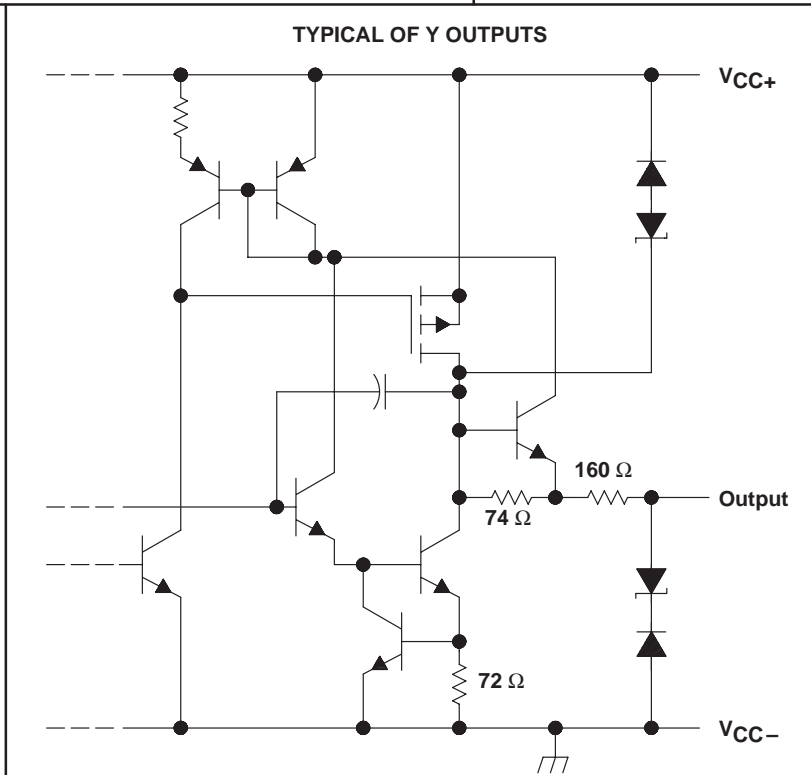 TYPICAL OF Y OUTPUTS
VCC+
160 Ω
Output
74 Ω
72 Ω
VCC−